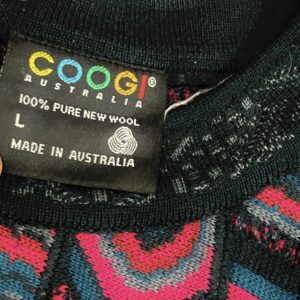 COOGI®
AUSTRALIA
100% PURE NEW WOOL
L
MADE IN AUSTRALIA